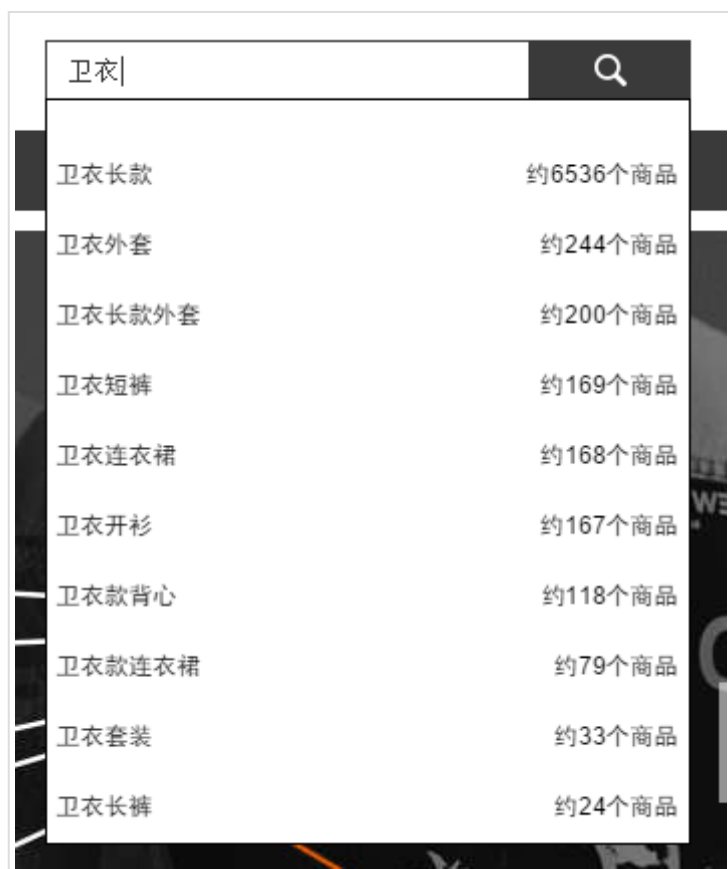 卫衣
卫衣长款 约6536个商品
卫衣外套 约244个商品
卫衣长款外套 约200个商品
卫衣短裤 约169个商品
卫衣连衣裙 约168个商品
卫衣开衫 约167个商品
卫衣款背心 约118个商品
卫衣款连衣裙 约79个商品
卫衣套装 约33个商品
卫衣长裤 约24个商品